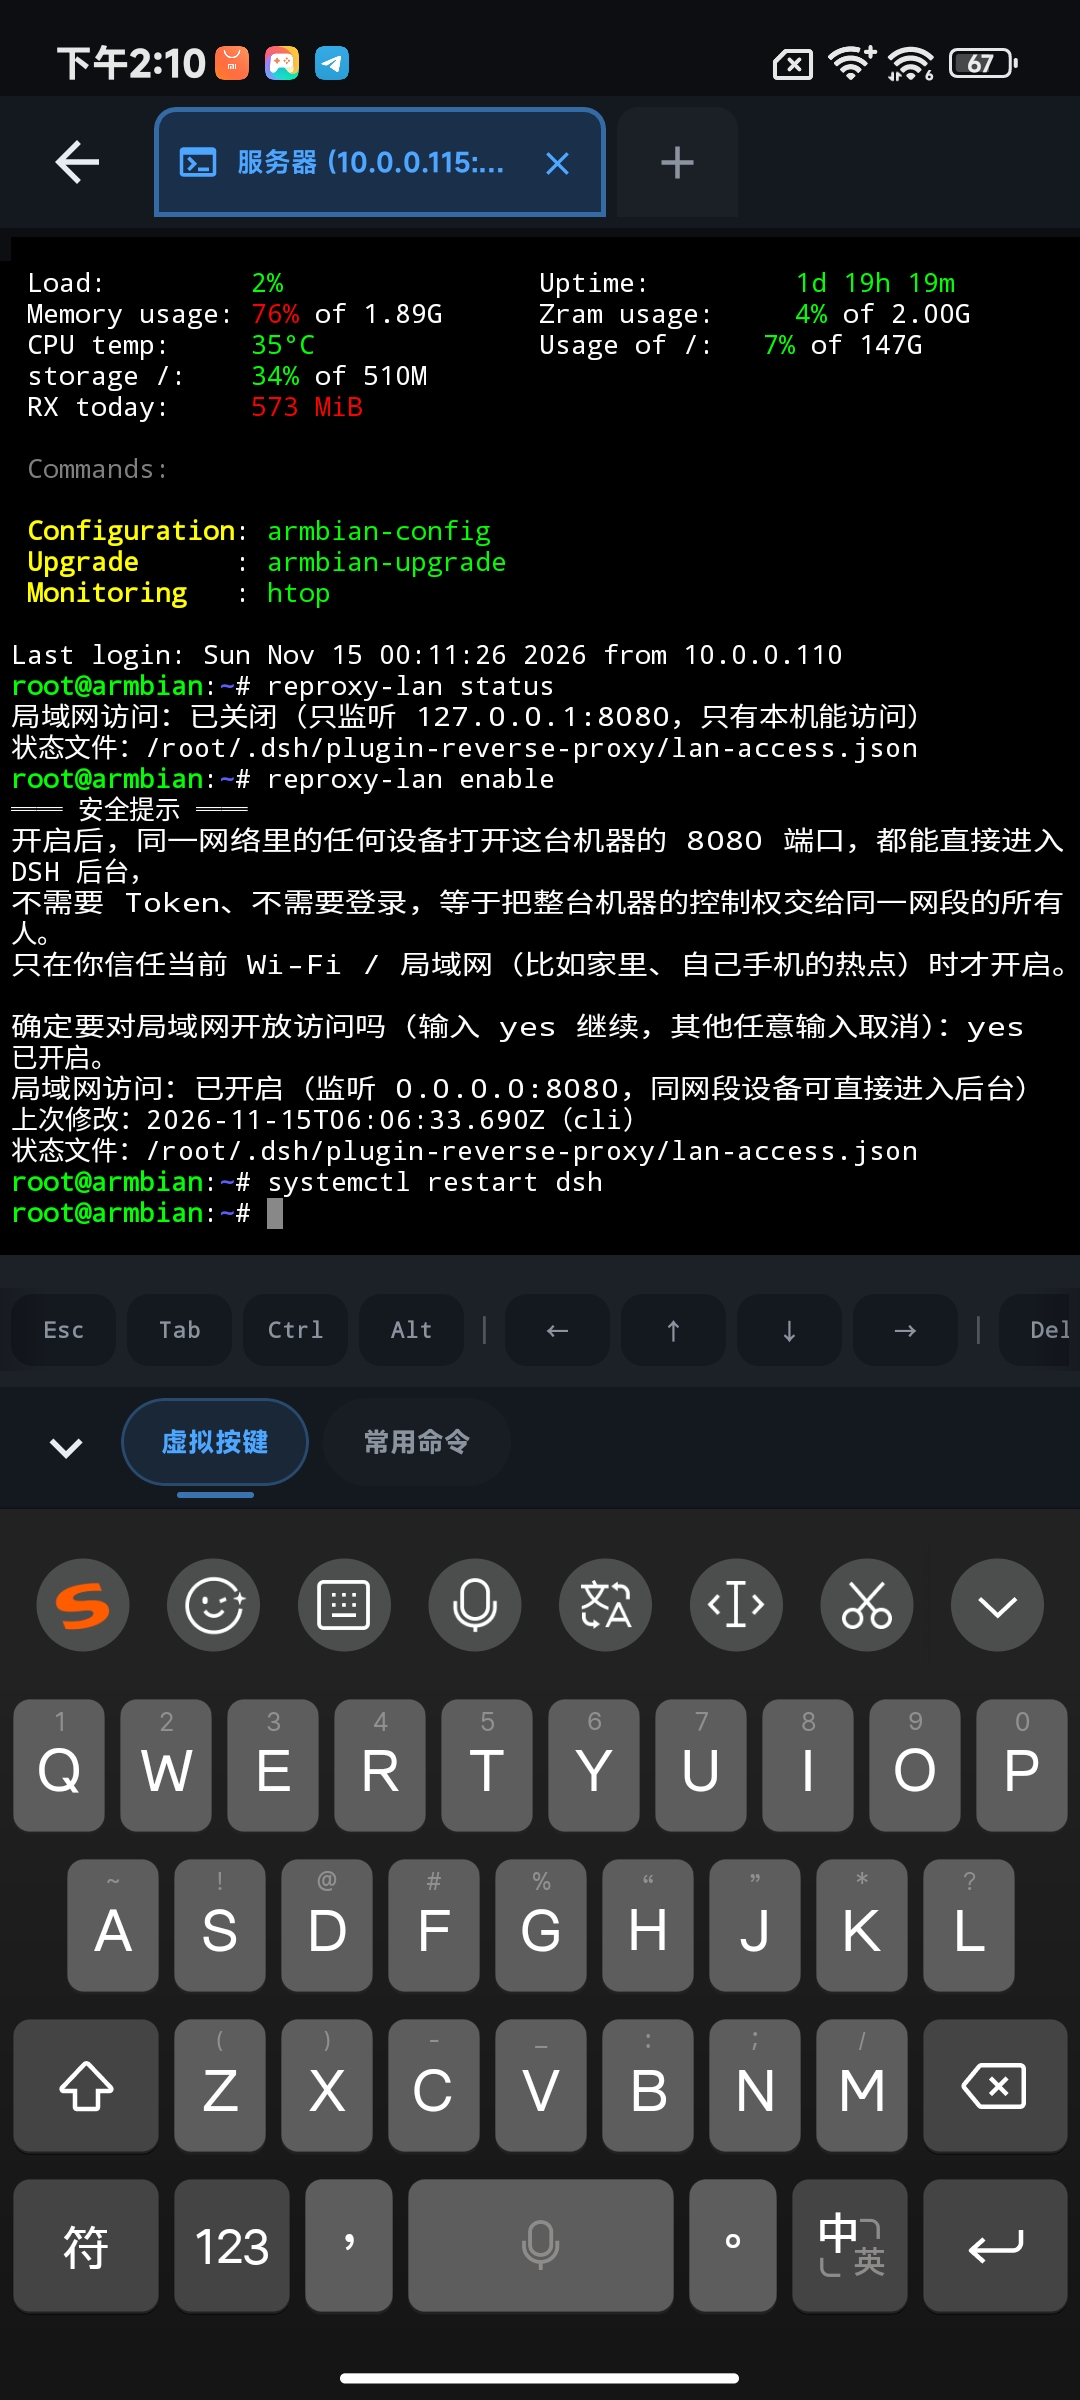 下午2:10
67
服务器 (10.0.0.115:...
Load: 2% Uptime: 1d 19h 19m
Memory usage: 76% of 1.89G Zram usage: 4% of 2.00G
CPU temp: 35°C Usage of /: 7% of 147G
storage /: 34% of 510M
RX today: 573 MiB
Commands:
Configuration: armbian-config
Upgrade : armbian-upgrade
Monitoring : htop
Last login: Sun Nov 15 00:11:26 2026 from 10.0.0.110
root@armbian:~# reproxy-lan status
局域网访问：已关闭（只监听 127.0.0.1:8080，只有本机能访问）
状态文件：/root/.dsh/plugin-reverse-proxy/lan-access.json
root@armbian:~# reproxy-lan enable
═══ 安全提示 ═══
开启后，同一网络里的任何设备打开这台机器的 8080 端口，都能直接进入
DSH 后台，
不需要 Token、不需要登录，等于把整台机器的控制权交给同一网段的所有
人。
只在你信任当前 Wi-Fi / 局域网（比如家里、自己手机的热点）时才开启。
确定要对局域网开放访问吗（输入 yes 继续，其他任意输入取消）：yes
已开启。
局域网访问：已开启（监听 0.0.0.0:8080，同网段设备可直接进入后台）
上次修改：2026-11-15T06:06:33.690Z（cli）
状态文件：/root/.dsh/plugin-reverse-proxy/lan-access.json
root@armbian:~# systemctl restart dsh
root@armbian:~#
Esc Tab Ctrl Alt | ← ↑ ↓ → | Del
虚拟按键 常用命令
1 2 3 4 5 6 7 8 9 0
Q W E R T Y U I O P
~ ! @ # % “ ” * ?
A S D F G H J K L
( ) - _ : ; /
Z X C V B N M
符 123 ， 。 中 英